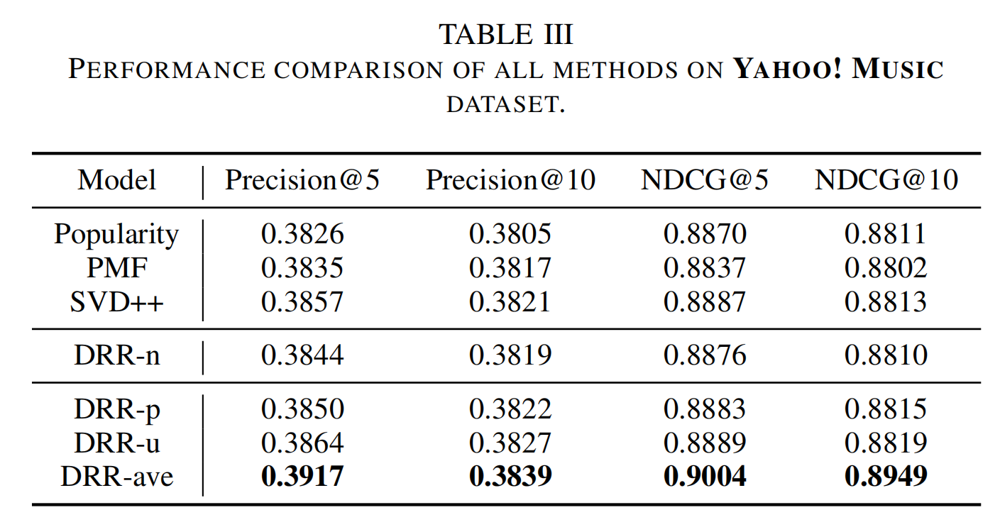 TABLE III
PERFORMANCE COMPARISON OF ALL METHODS ON YAHOO! MUSIC
DATASET.
Model Precision@5 Precision@10 NDCG@5 NDCG@10
Popularity 0.3826 0.3805 0.8870 0.8811
PMF 0.3835 0.3817 0.8837 0.8802
SVD++ 0.3857 0.3821 0.8887 0.8813
DRR-n 0.3844 0.3819 0.8876 0.8810
DRR-p 0.3850 0.3822 0.8883 0.8815
DRR-u 0.3864 0.3827 0.8889 0.8819
DRR-ave 0.3917 0.3839 0.9004 0.8949